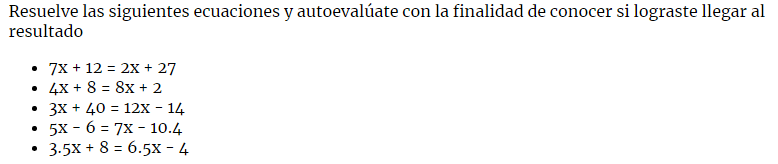 Resuelve las siguientes ecuaciones y autoevalúate con la finalidad de conocer si lograste llegar al
resultado
• 7x + 12 = 2x + 27
• 4x + 8 = 8x + 2
• 3x + 40 = 12x - 14
• 5x - 6 = 7x - 10.4
• 3.5x + 8 = 6.5x - 4